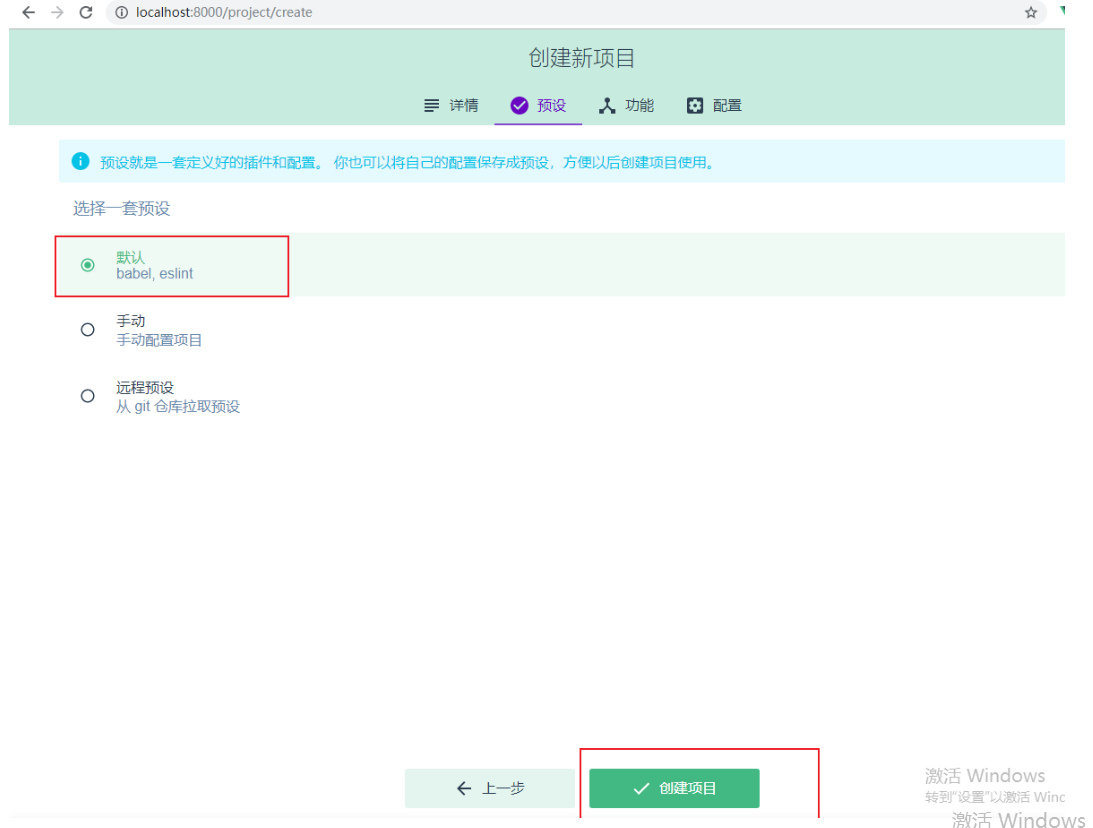 localhost:8000/project/create
创建新项目
详情 预设 功能 配置
预设就是一套定义好的插件和配置。 你也可以将自己的配置保存成预设，方便以后创建项目使用。
选择一套预设
默认
babel, eslint
手动
手动配置项目
远程预设
从 git 仓库拉取预设
上一步 创建项目
激活 Windows
转到“设置”以激活 Winc
激活 Windows